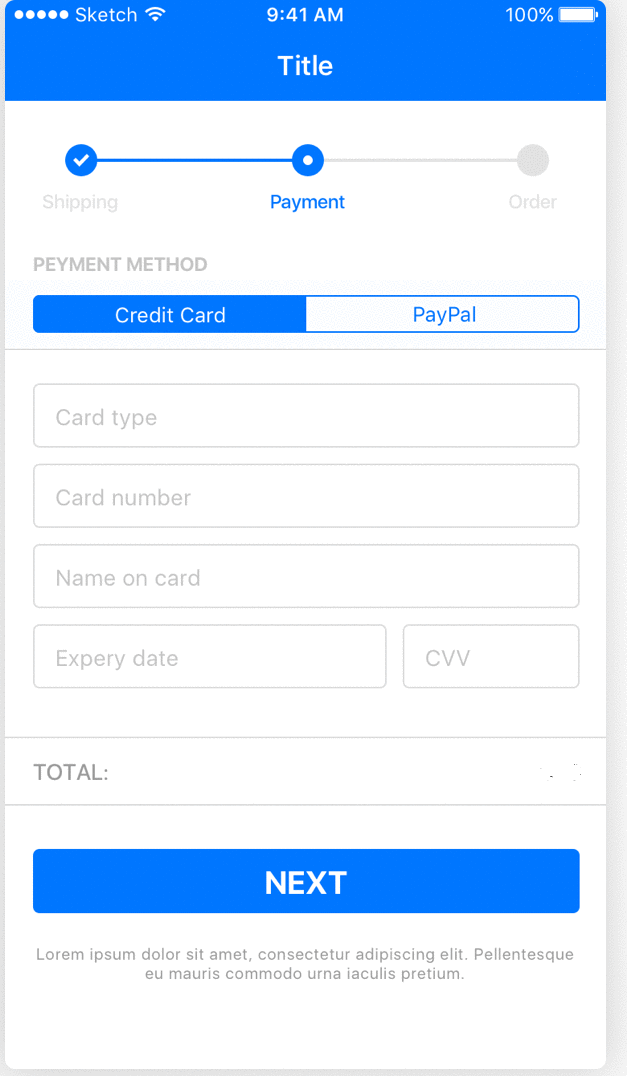 Sketch 9:41 AM 100%
Title
Shipping Payment Order
PEYMENT METHOD
Credit Card PayPal
Card type
Card number
Name on card
Expery date CVV
TOTAL:
NEXT
Lorem ipsum dolor sit amet, consectetur adipiscing elit. Pellentesque
eu mauris commodo urna iaculis pretium.